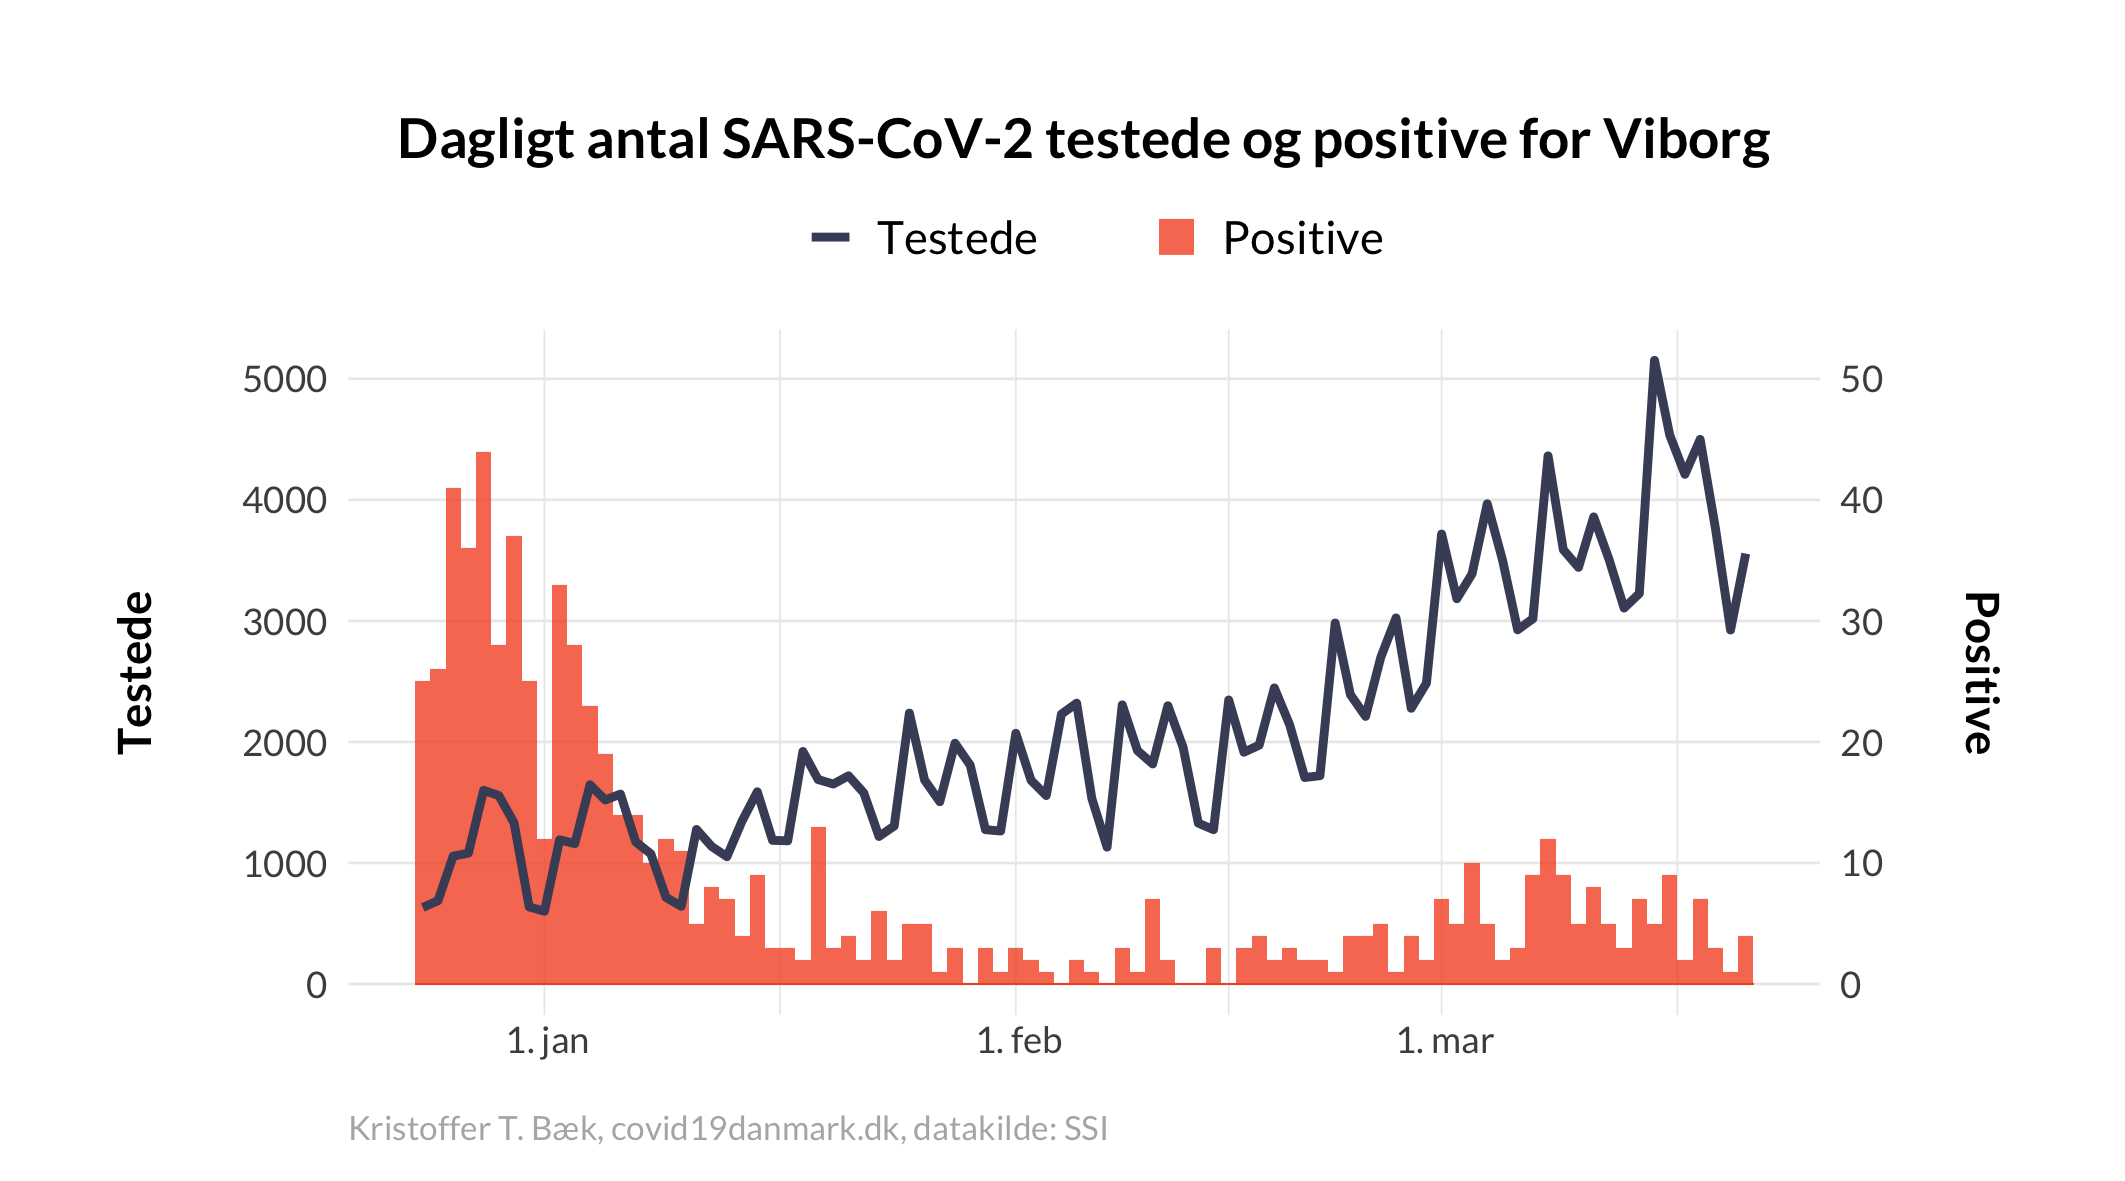 Dagligt antal SARS-CoV-2 testede og positive for Viborg
Testede
Positive
5000
4000
3000
2000
1000
0
Testede
50
40
30
20
10
0
Positive
1. jan
1. feb
1. mar
Kristoffer T. Bæk, covid19danmark.dk, datakilde: SSI